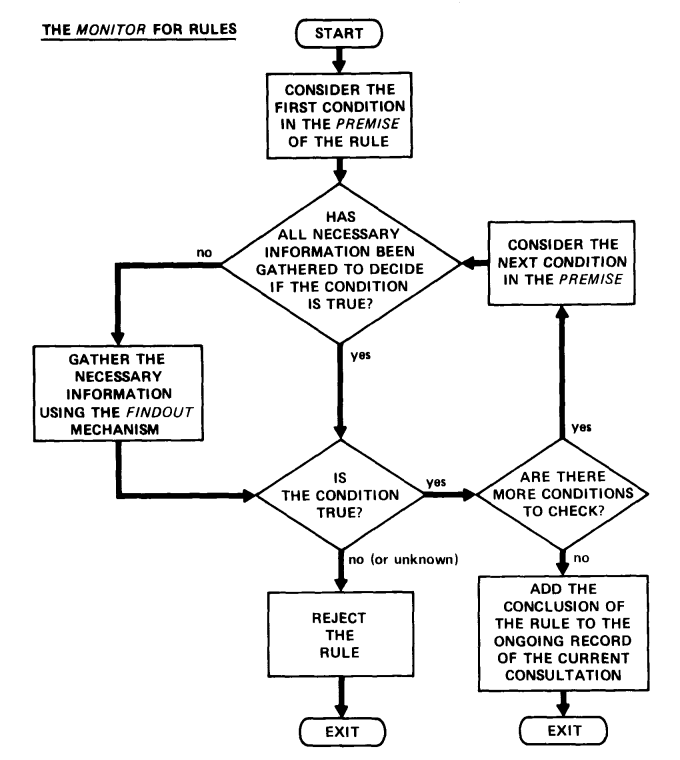 THE MONITOR FOR RULES
START
CONSIDER THE
FIRST CONDITION
IN THE PREMISE
OF THE RULE
HAS
ALL NECESSARY
INFORMATION BEEN
GATHERED TO DECIDE
IF THE CONDITION
IS TRUE?
no
yes
CONSIDER THE
NEXT CONDITION
IN THE PREMISE
GATHER THE
NECESSARY
INFORMATION
USING THE FINDOUT
MECHANISM
IS
THE CONDITION
TRUE?
yes
no (or unknown)
ARE THERE
MORE CONDITIONS
TO CHECK?
yes
no
REJECT
THE
RULE
EXIT
ADD THE
CONCLUSION OF
THE RULE TO THE
ONGOING RECORD
OF THE CURRENT
CONSULTATION
EXIT